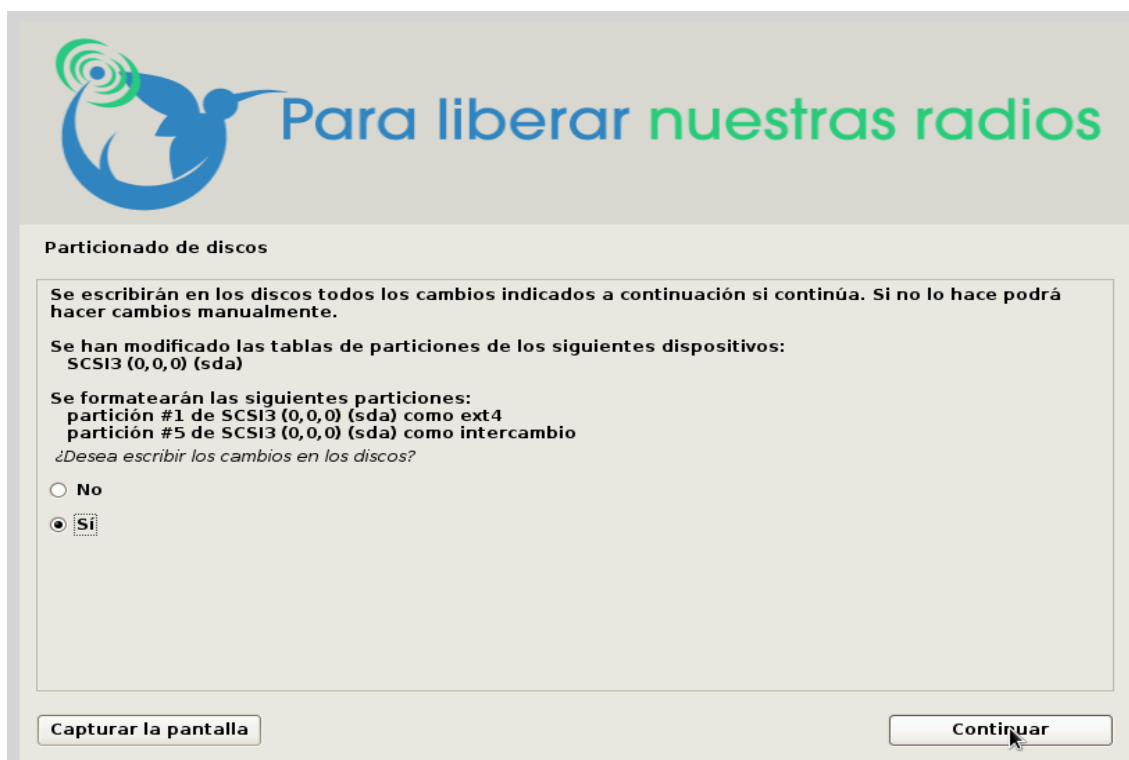 Para liberar nuestras radios
Particionado de discos
Se escribirán en los discos todos los cambios indicados a continuación si continúa. Si no lo hace podrá
hacer cambios manualmente.
Se han modificado las tablas de particiones de los siguientes dispositivos:
SCSI3 (0,0,0) (sda)
Se formatearán las siguientes particiones:
partición #1 de SCSI3 (0,0,0) (sda) como ext4
partición #5 de SCSI3 (0,0,0) (sda) como intercambio
¿Desea escribir los cambios en los discos?
No
Sí
Capturar la pantalla
Continuar